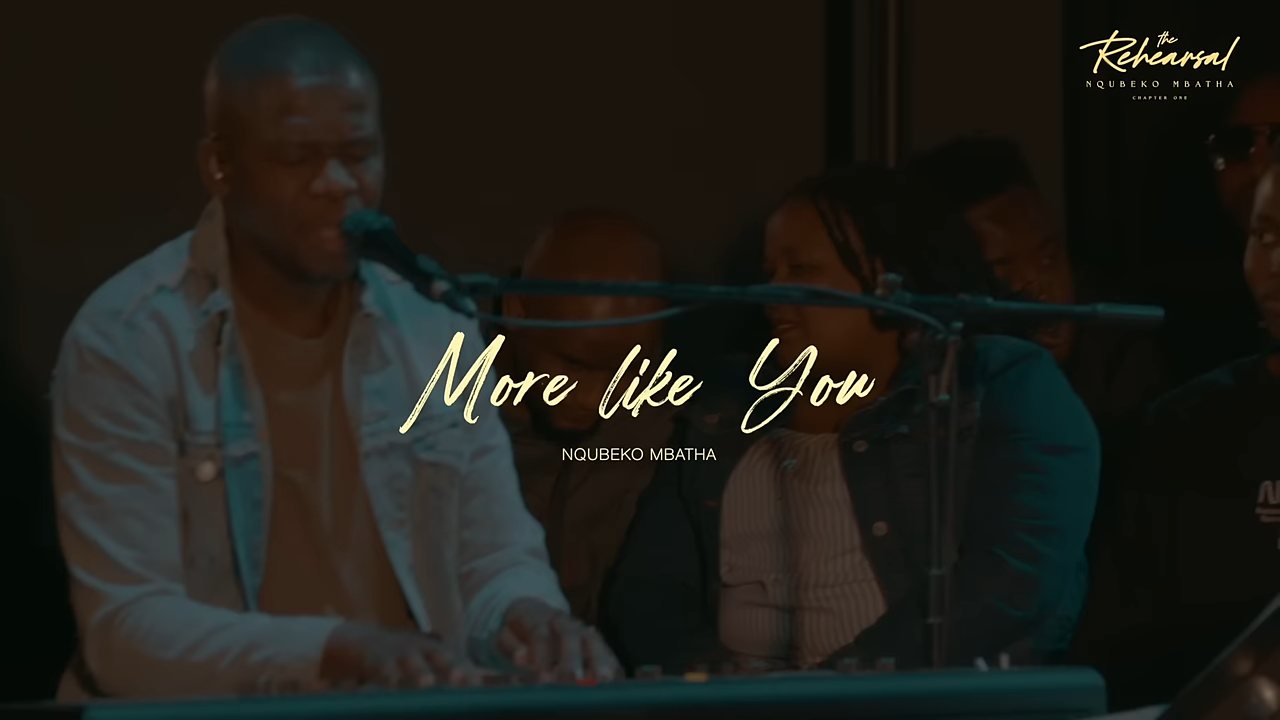 the
Rehearsal
NQUBEKO MBATHA
CHAPTER ONE
More like You
NQUBEKO MBATHA